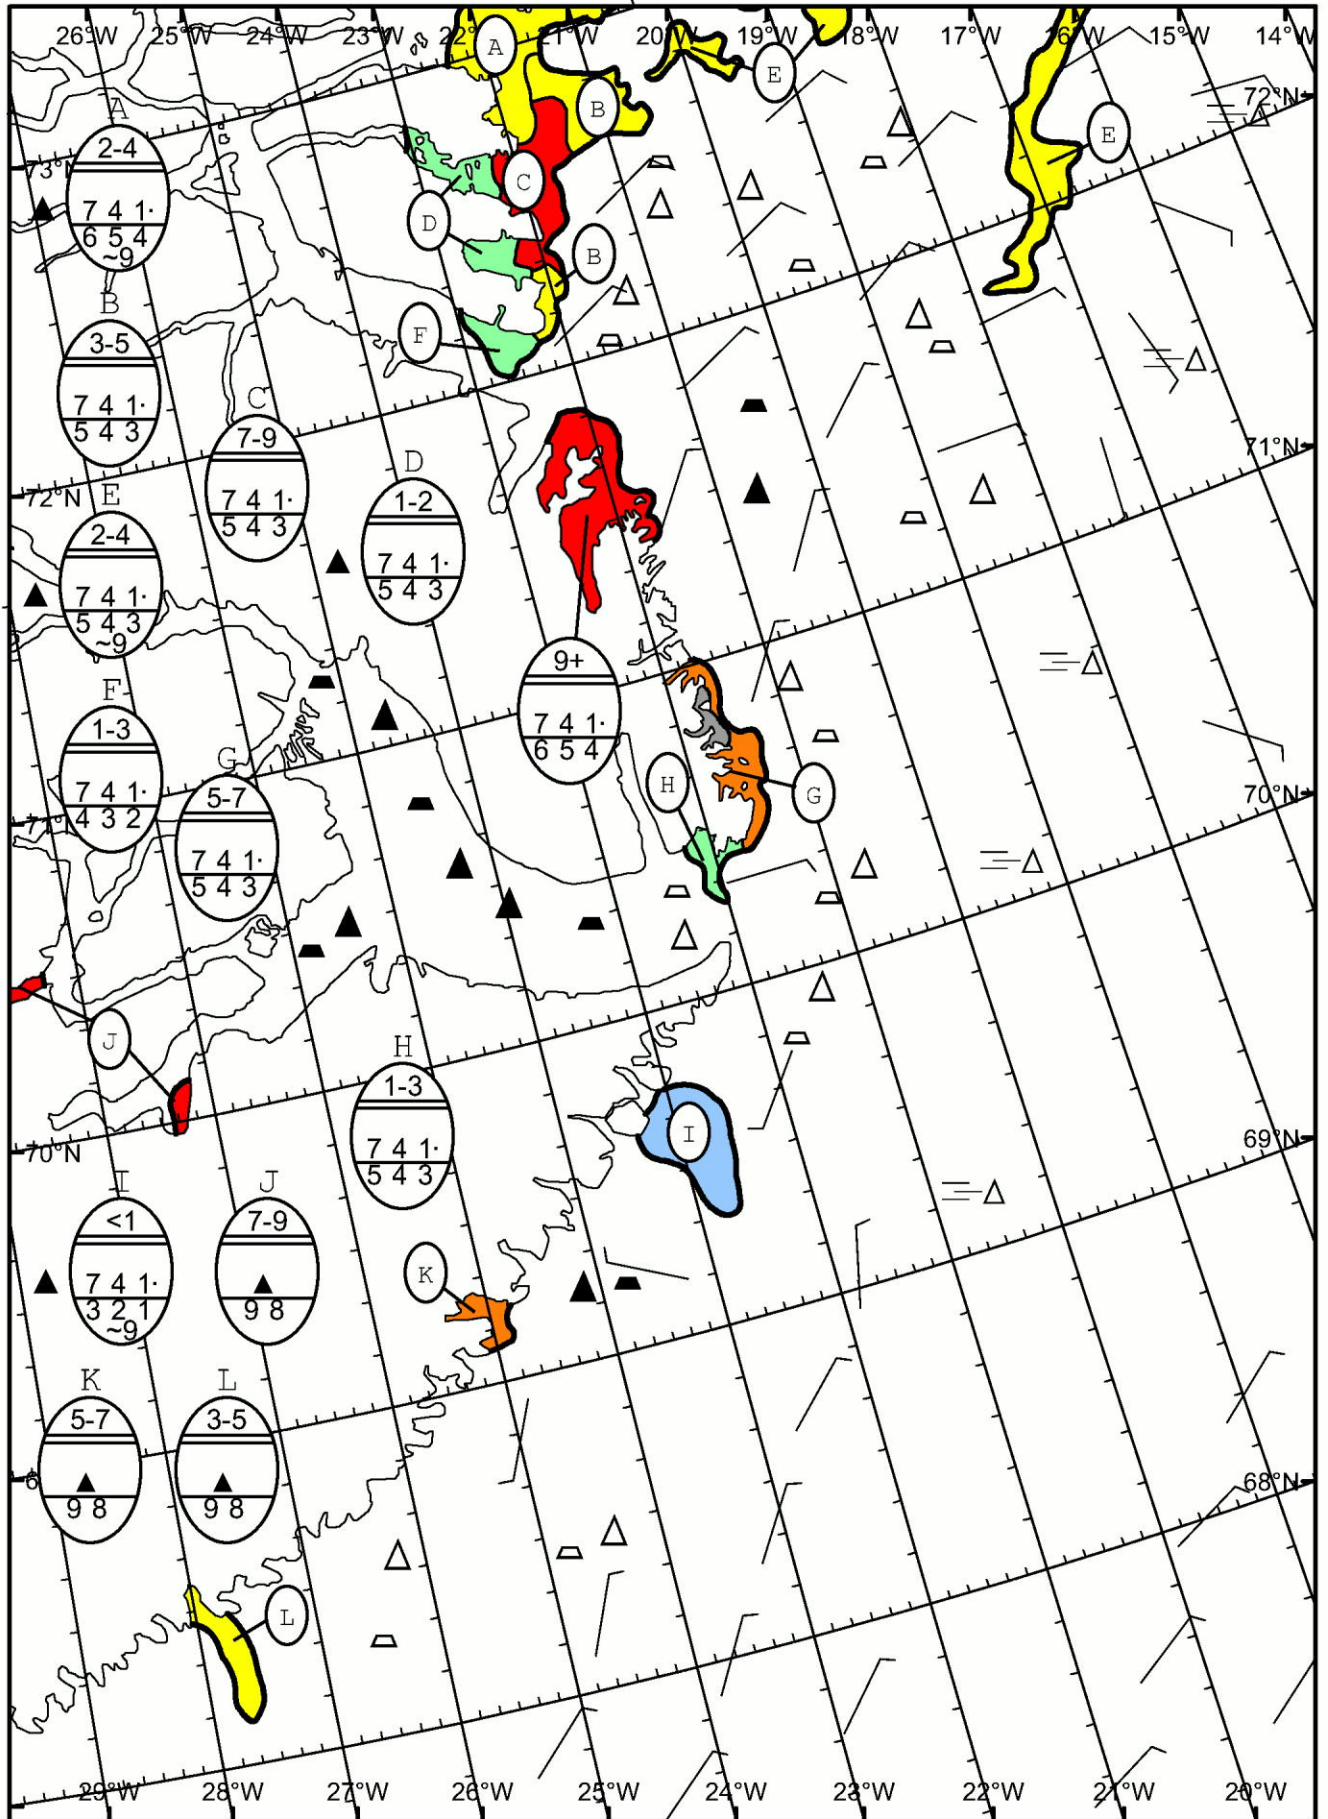 26°W 25°W 24°W 23°W 22°W 21°W 20°W 19°W 18°W 17°W 16°W 15°W 14°W
A
B
E
E
72°N
A
2-4
7 4 1·
6 5 4
~9
73°N
C
D
B
F
B
3-5
7 4 1·
5 4 3
C
7-9
7 4 1·
5 4 3
71°N
72°N
D
1-2
7 4 1·
5 4 3
E
2-4
7 4 1·
5 4 3
~9
9+
7 4 1·
6 5 4
F
1-3
7 4 1·
4 3 2
G
5-7
7 4 1·
5 4 3
H
G
70°N
71°N
J
H
1-3
7 4 1·
5 4 3
I
69°N
70°N
I
<1
7 4 1·
3 2 1
~9
J
7-9
9 8
K
K
5-7
9 8
L
3-5
9 8
68°N
L
29°W 28°W 27°W 26°W 25°W 24°W 23°W 22°W 21°W 20°W